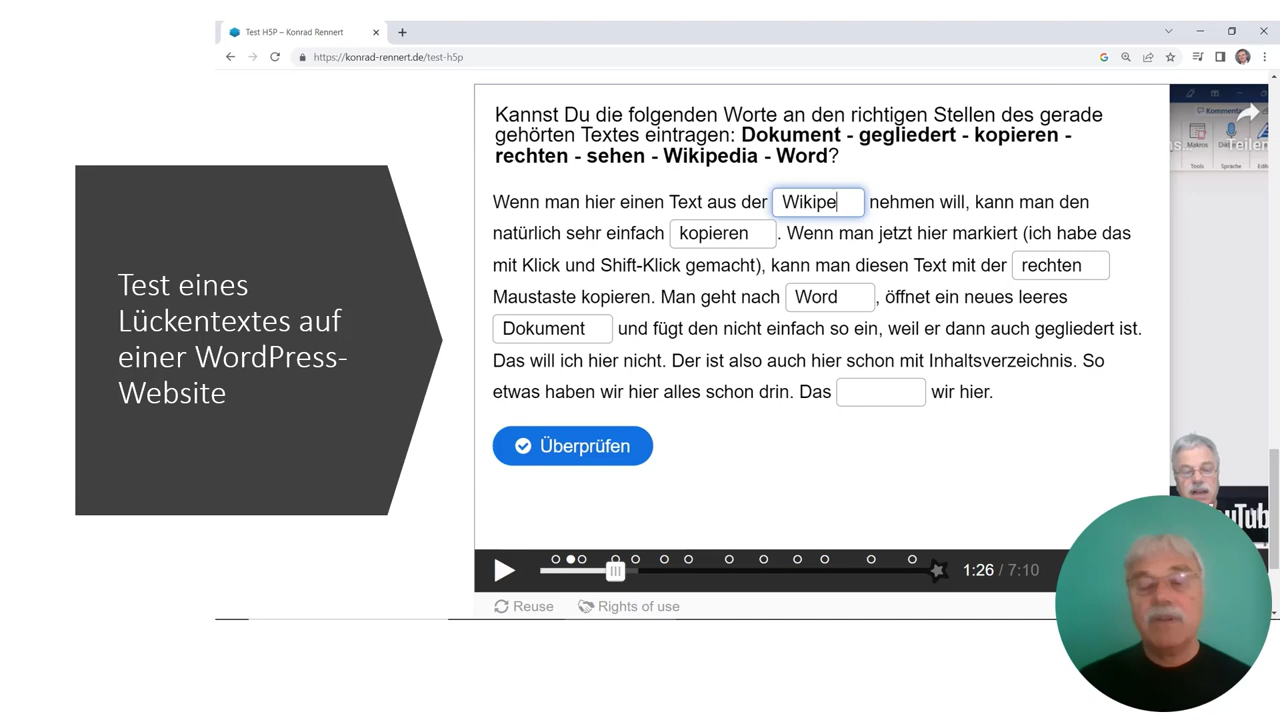 Test H5P – Konrad Rennert
https://konrad-rennert.de/test-h5p
Test eines
Lückentextes auf
einer WordPress-
Website
Kannst Du die folgenden Worte an den richtigen Stellen des gerade
gehörten Textes eintragen: Dokument - gegliedert - kopieren -
rechten - sehen - Wikipedia - Word?
Wenn man hier einen Text aus der Wikipe nehmen will, kann man den
natürlich sehr einfach kopieren . Wenn man jetzt hier markiert (ich habe das
mit Klick und Shift-Klick gemacht), kann man diesen Text mit der rechten
Maustaste kopieren. Man geht nach Word , öffnet ein neues leeres
Dokument und fügt den nicht einfach so ein, weil er dann auch gegliedert ist.
Das will ich hier nicht. Der ist also auch hier schon mit Inhaltsverzeichnis. So
etwas haben wir hier alles schon drin. Das wir hier.
Überprüfen
1:26 / 7:10
Reuse Rights of use
Kommenta
Makros
Tools Sprache